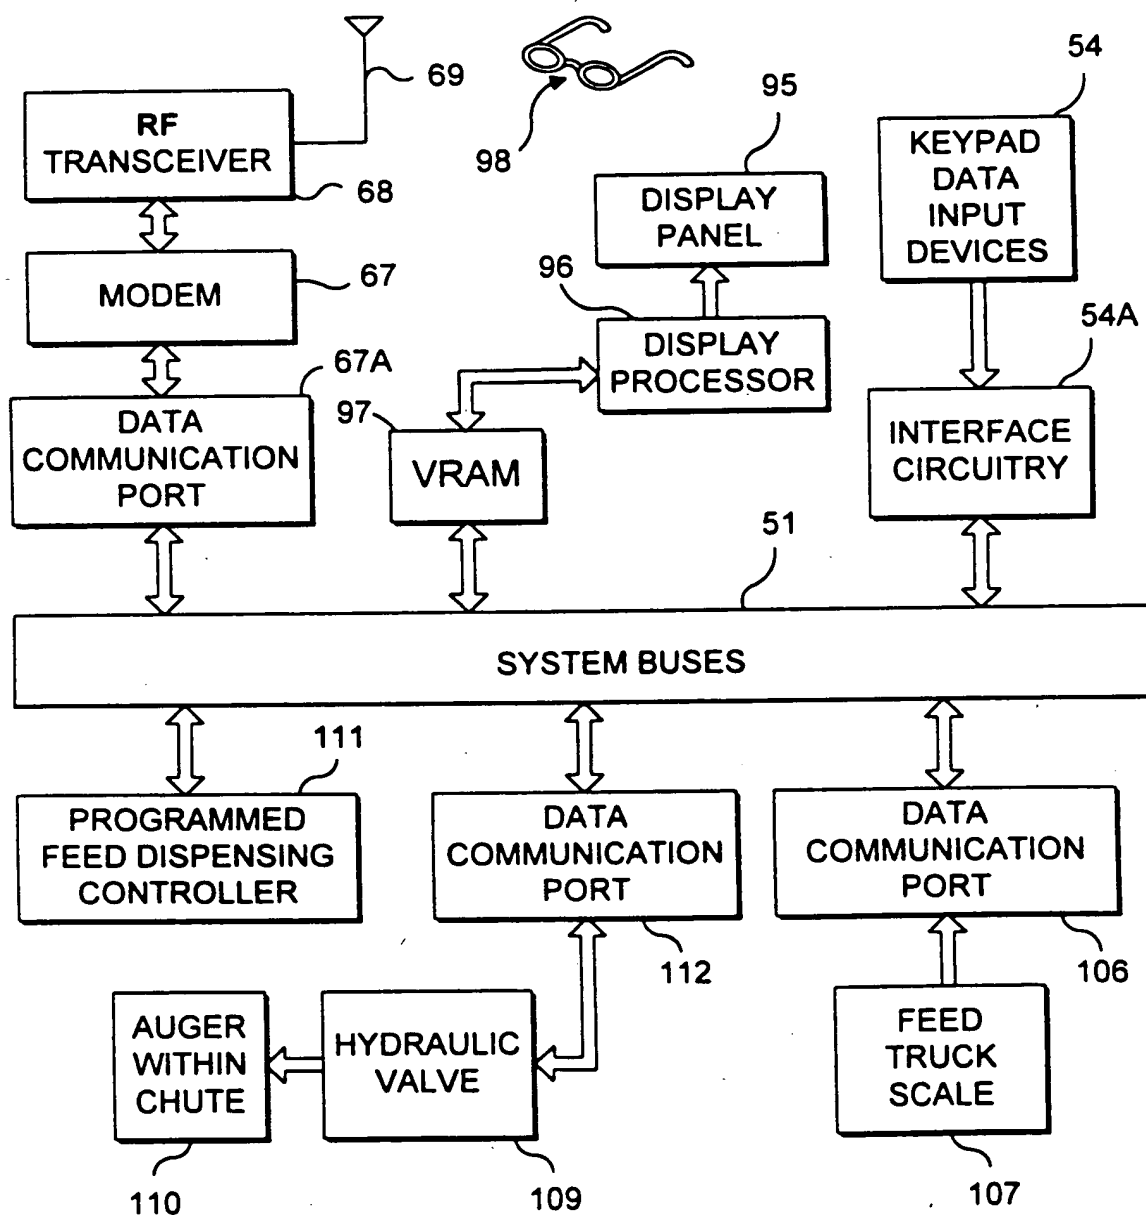 69
98
95
54
RF
TRANSCEIVER
68
DISPLAY
PANEL
KEYPAD
DATA
INPUT
DEVICES
MODEM
67
96
DISPLAY
PROCESSOR
54A
67A
DATA
COMMUNICATION
PORT
97
VRAM
INTERFACE
CIRCUITRY
51
SYSTEM BUSES
111
PROGRAMMED
FEED DISPENSING
CONTROLLER
DATA
COMMUNICATION
PORT
112
DATA
COMMUNICATION
PORT
106
AUGER
WITHIN
CHUTE
110
HYDRAULIC
VALVE
109
FEED
TRUCK
SCALE
107